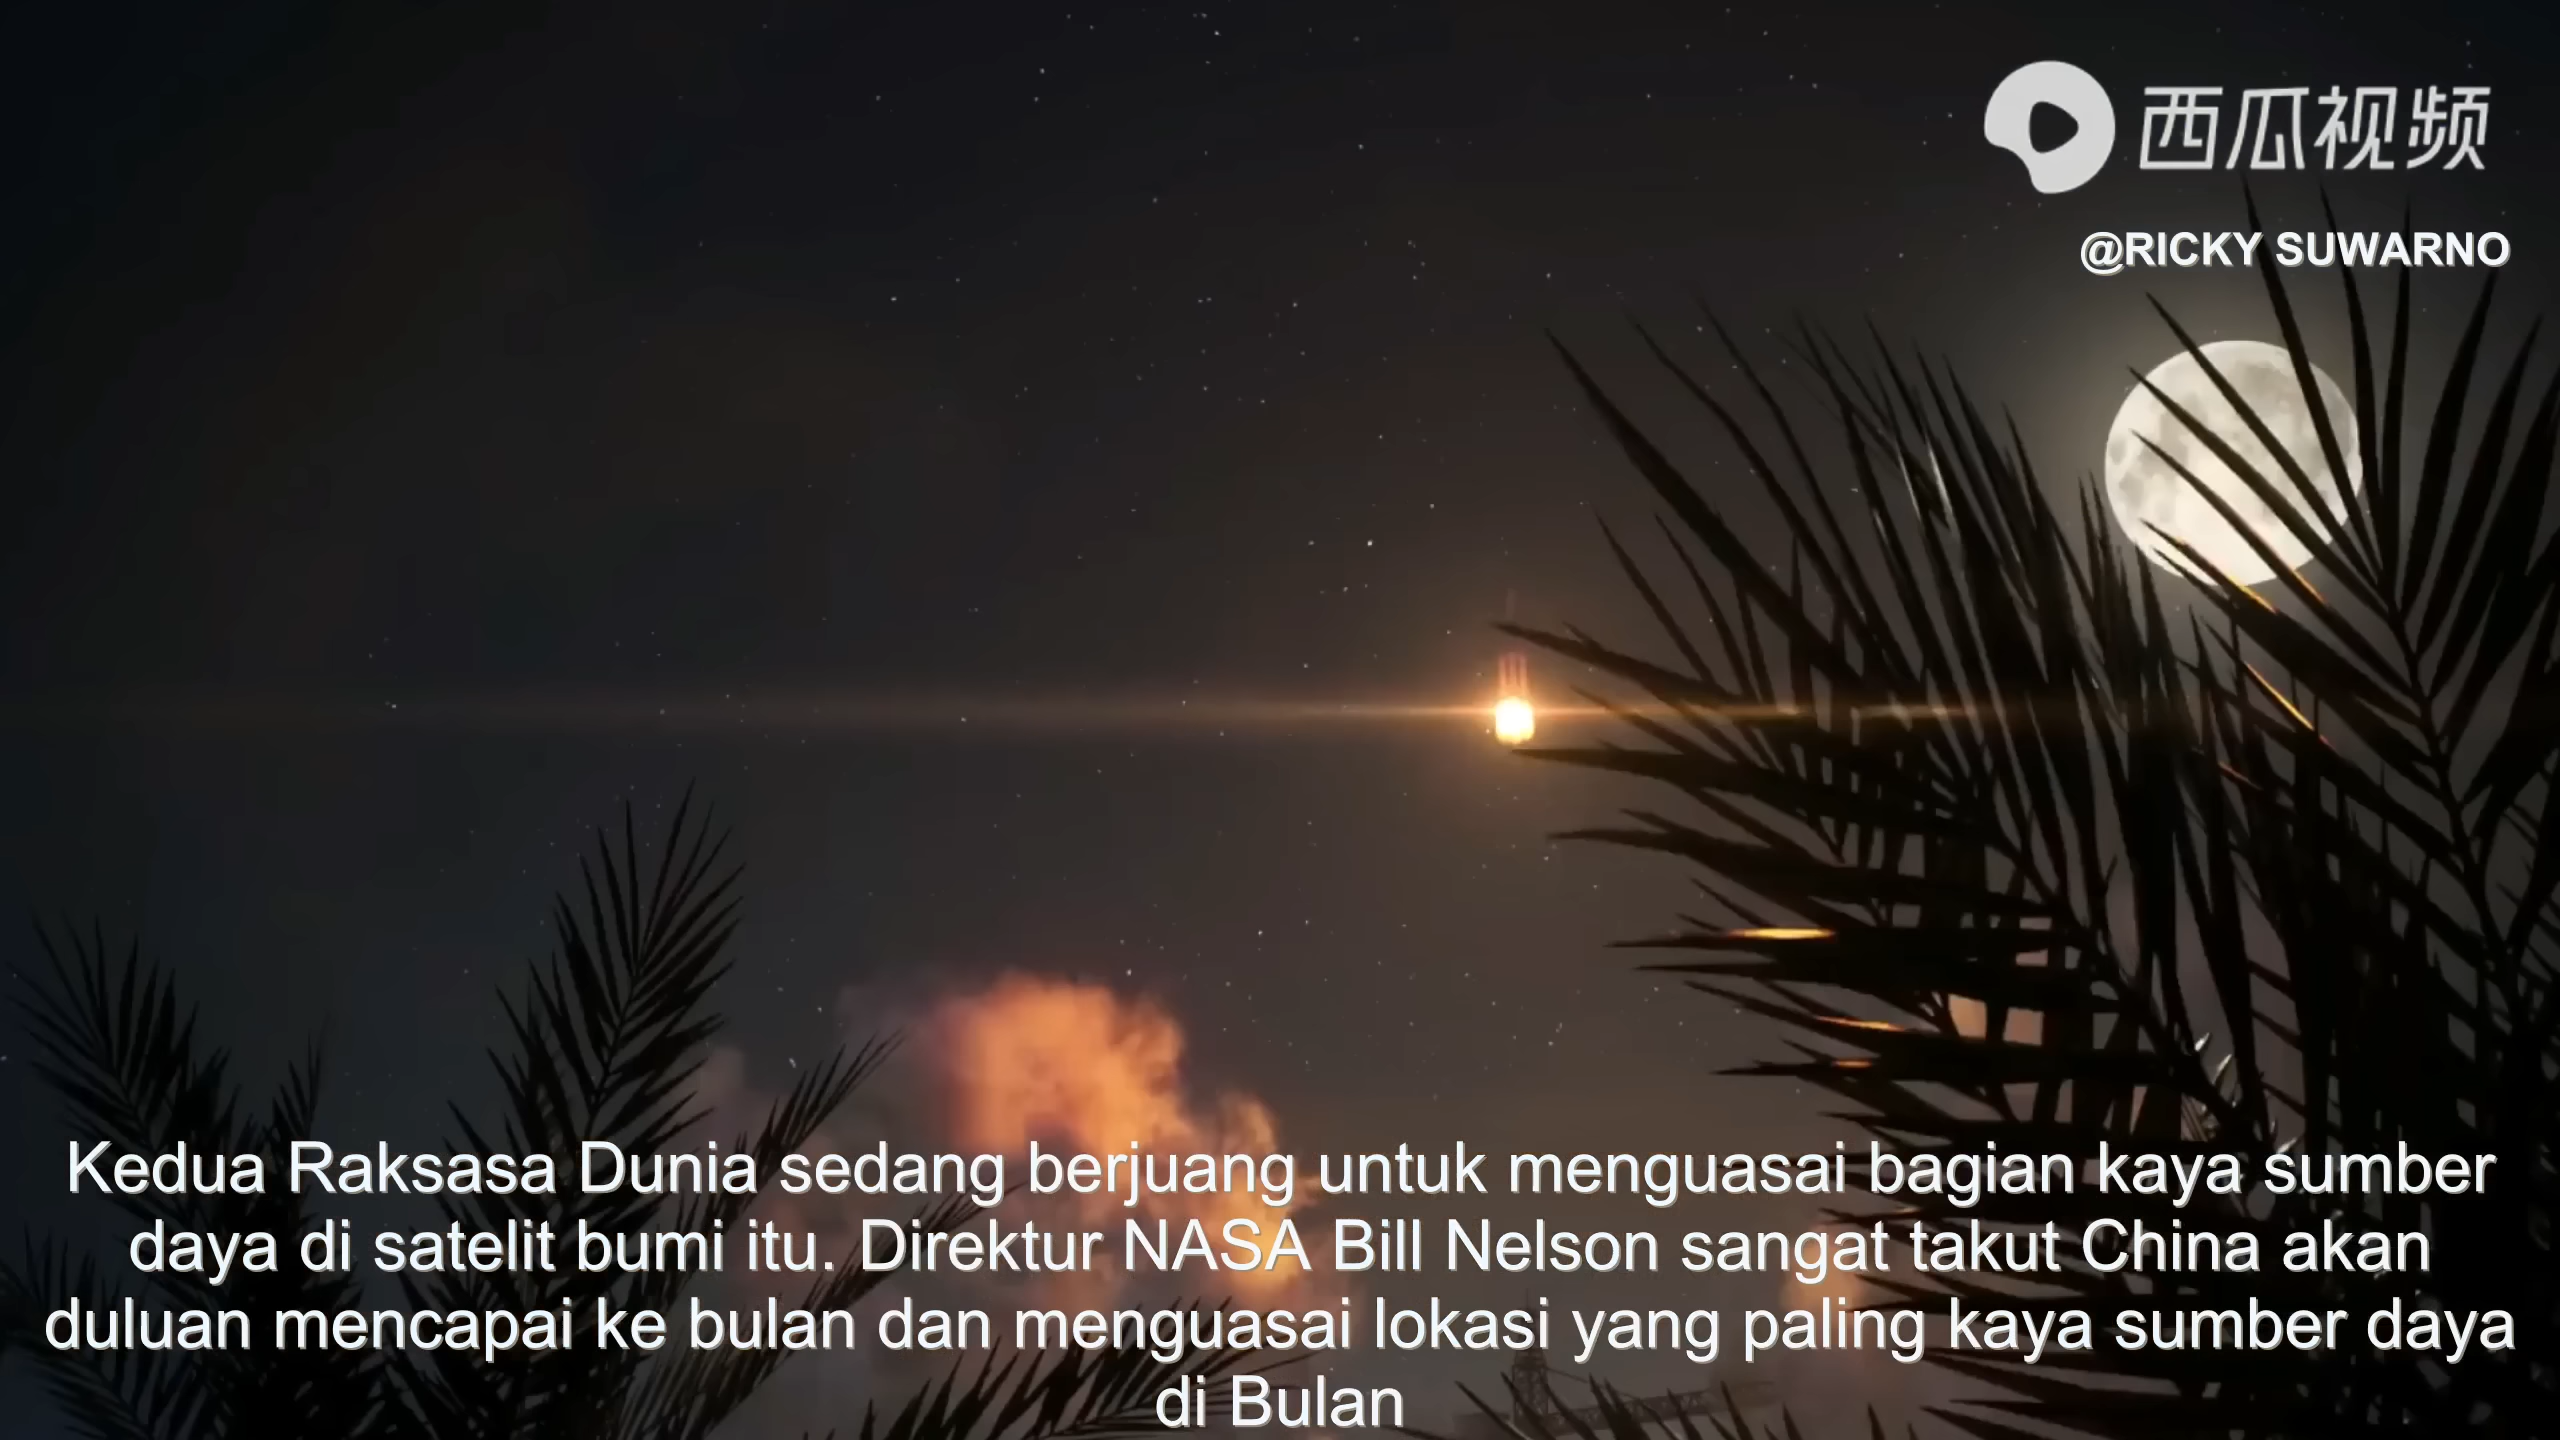 西瓜视频
@RICKY SUWARNO
Kedua Raksasa Dunia sedang berjuang untuk menguasai bagian kaya sumber
daya di satelit bumi itu. Direktur NASA Bill Nelson sangat takut China akan
duluan mencapai ke bulan dan menguasai lokasi yang paling kaya sumber daya
di Bulan